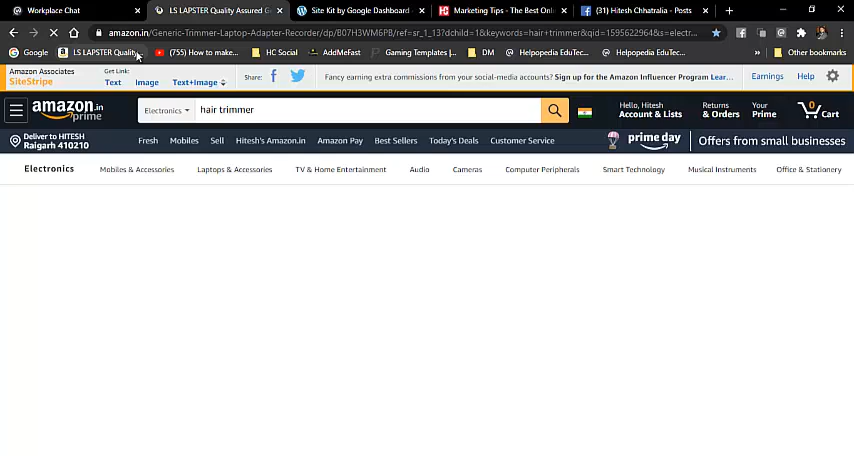 Workplace Chat
LS LAPSTER Quality Assured G
Site Kit by Google Dashboard
Marketing Tips - The Best Onl
(31) Hitesh Chhatralia - Posts
amazon.in/Generic-Trimmer-Laptop-Adapter-Recorder/dp/B07H3WM6PB/ref=sr_1_13?dchild=1&keywords=hair+trimmer&qid=1595622964&s=electr...
Google
LS LAPSTER Quality
(755) How to make...
HC Social
AddMeFast
Gaming Templates |...
DM
Helpopedia EduTec...
Helpopedia EduTec...
»
Other bookmarks
Amazon Associates
SiteStripe
Get Link:
Text
Image
Text+Image
Share:
Fancy earning extra commissions from your social-media accounts? Sign up for the Amazon Influencer Program Lear...
Earnings
Help
amazon.in
prime
Electronics
hair trimmer
Hello, Hitesh
Account & Lists
Returns
& Orders
Your
Prime
0
Cart
Deliver to HITESH
Raigarh 410210
Fresh
Mobiles
Sell
Hitesh's Amazon.in
Amazon Pay
Best Sellers
Today's Deals
Customer Service
prime day
Offers from small businesses
Electronics
Mobiles & Accessories
Laptops & Accessories
TV & Home Entertainment
Audio
Cameras
Computer Peripherals
Smart Technology
Musical Instruments
Office & Stationery